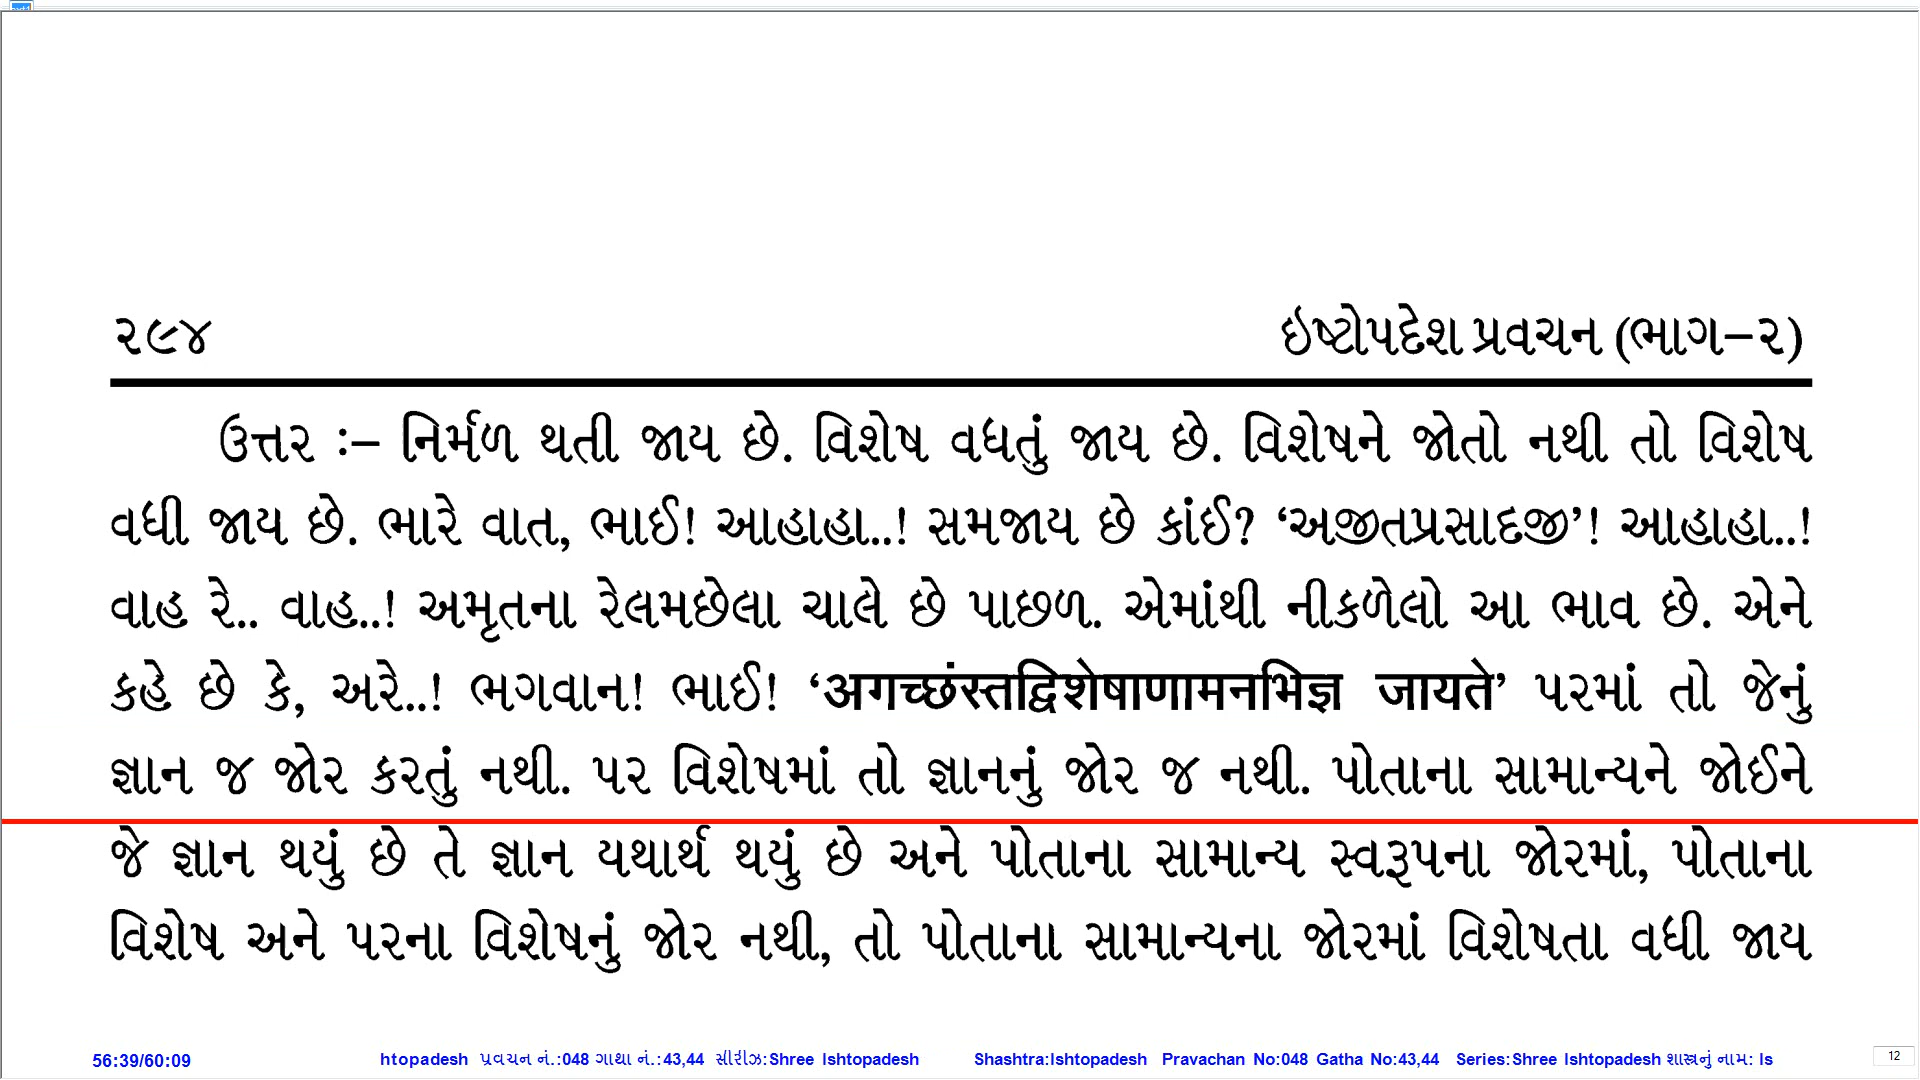 ૨૯૪ ઇષ્ટોપદેશ પ્રવચન (ભાગ–૨)
ઉત્તર ઃ– નિર્મળ થતી જાય છે. વિશેષ વધતું જાય છે. વિશેષને જોતો નથી તો વિશેષ
વધી જાય છે. ભારે વાત, ભાઈ! આહાહા..! સમજાય છે કાંઈ? ‘અજીતપ્રસાદજી’! આહાહા..!
વાહ રે.. વાહ..! અમૃતના રેલમછેલા ચાલે છે પાછળ. એમાંથી નીકળેલો આ ભાવ છે. એને
કહે છે કે, અરે..! ભગવાન! ભાઈ! ‘अगच्छंस्तद्विशेषाणामनभिज्ञ जायते’ પરમાં તો જેનું
જ્ઞાન જ જોર કરતું નથી. પર વિશેષમાં તો જ્ઞાનનું જોર જ નથી. પોતાના સામાન્યને જોઈને
જે જ્ઞાન થયું છે તે જ્ઞાન યથાર્થ થયું છે અને પોતાના સામાન્ય સ્વરૂપના જોરમાં, પોતાના
વિશેષ અને પરના વિશેષનું જોર નથી, તો પોતાના સામાન્યના જોરમાં વિશેષતા વધી જાય
56:39/60:09 htopadesh પ્રવચન નં.:048 ગાથા નં.:43,44 સીરીઝ:Shree Ishtopadesh Shashtra:Ishtopadesh Pravachan No:048 Gatha No:43,44 Series:Shree Ishtopadesh શાસ્ત્રનું નામ: Is 12